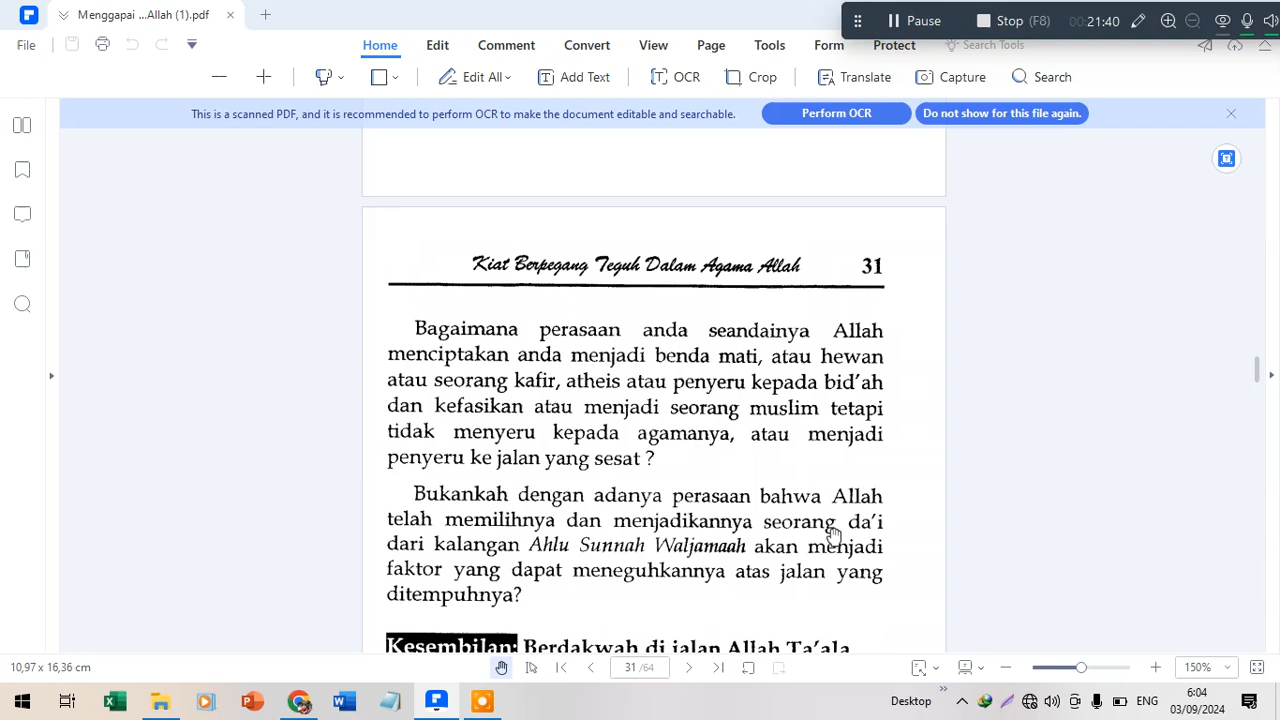 Menggapai ...Allah (1).pdf
Pause
Stop (F8)
00:21:40
File
Home
Edit
Comment
Convert
View
Page
Tools
Form
Protect
Search Tools
Edit All
Add Text
OCR
Crop
Translate
Capture
Search
This is a scanned PDF, and it is recommended to perform OCR to make the document editable and searchable.
Perform OCR
Do not show for this file again.
Kiat Berpegang Teguh Dalam Agama Allah 31
Bagaimana perasaan anda seandainya Allah
menciptakan anda menjadi benda mati, atau hewan
atau seorang kafir, atheis atau penyeru kepada bid'ah
dan kefasikan atau menjadi seorang muslim tetapi
tidak menyeru kepada agamanya, atau menjadi
penyeru ke jalan yang sesat ?
Bukankah dengan adanya perasaan bahwa Allah
telah memilihnya dan menjadikannya seorang da'i
dari kalangan Ahlu Sunnah Waljamaah akan menjadi
faktor yang dapat meneguhkannya atas jalan yang
ditempuhnya?
Kesembilan: Berdakwah di jalan Allah Ta'ala
10,97 x 16,36 cm
31 /64
150%
Desktop
ENG
6:04
03/09/2024